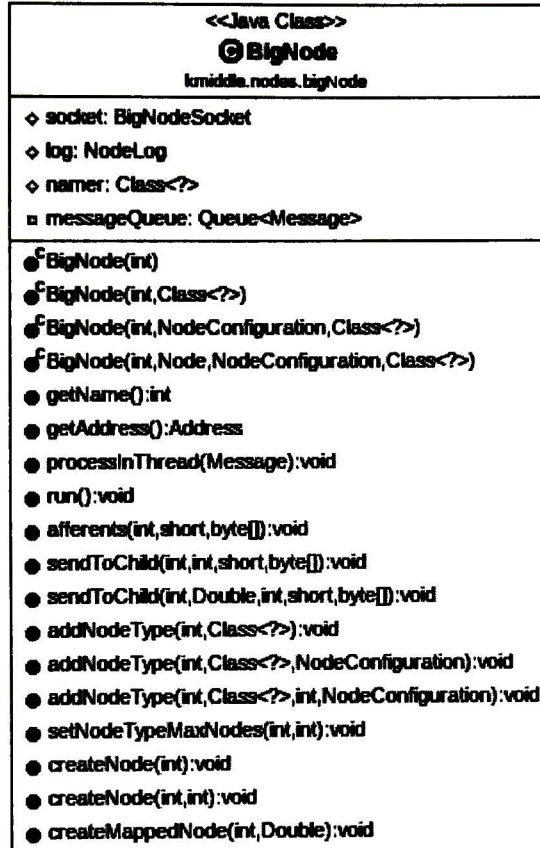 <<Java Class>>
C BigNode
kmiddle.nodes.bigNode
socket: BigNodeSocket
log: NodeLog
namer: Class<?>
messageQueue: Queue<Message>
C BigNode(int)
C BigNode(int,Class<?>)
C BigNode(int,NodeConfiguration,Class<?>)
C BigNode(int,Node,NodeConfiguration,Class<?>)
getName():int
getAddress():Address
processInThread(Message):void
run():void
afferents(int,short,byte[]):void
sendToChild(int,int,short,byte[]):void
sendToChild(int,Double,int,short,byte[]):void
addNodeType(int,Class<?>):void
addNodeType(int,Class<?>,NodeConfiguration):void
addNodeType(int,Class<?>,int,NodeConfiguration):void
setNodeTypeMaxNodes(int,int):void
createNode(int):void
createNode(int,int):void
createMappedNode(int,Double):void